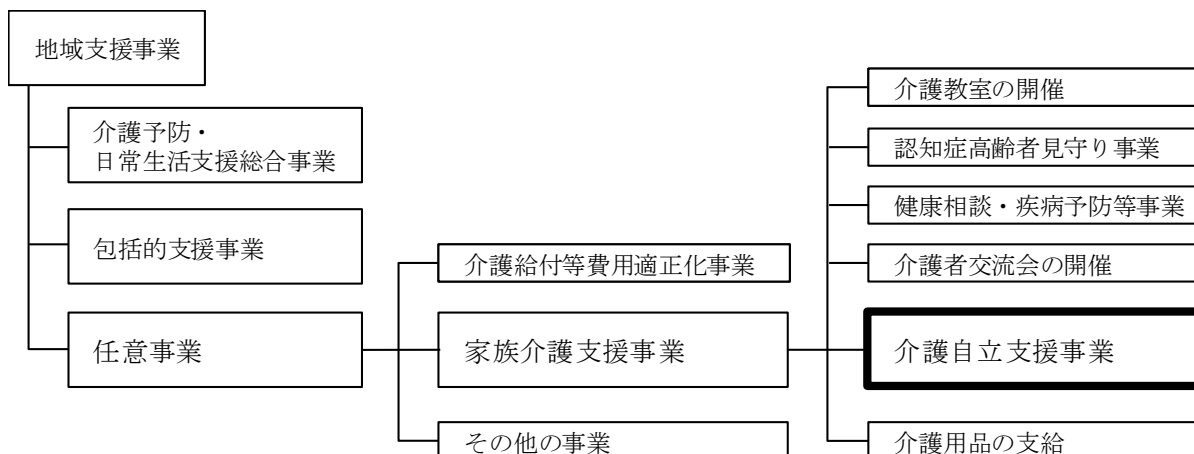 地域支援事業
介護予防・
日常生活支援総合事業
包括的支援事業
任意事業
介護給付等費用適正化事業
家族介護支援事業
その他の事業
介護教室の開催
認知症高齢者見守り事業
健康相談・疾病予防等事業
介護者交流会の開催
介護自立支援事業
介護用品の支給